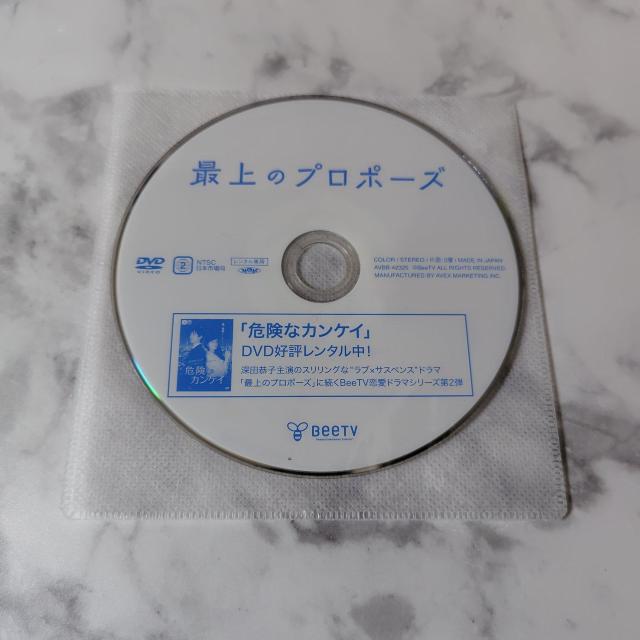 最上のプロポーズ
DVD
VIDEO
2
NTSC
日本市場向
レンタル専用
COLOR / STEREO / 片面・2層 / MADE IN JAPAN
AVBB-42325 ©BeeTV ALL RIGHTS RESERVED.
MANUFACTURED BY AVEX MARKETING INC.
「危険なカンケイ」
DVD好評レンタル中!
深田恭子主演のスリリングな"ラブ×サスペンス"ドラマ
「最上のプロポーズ」に続くBeeTV恋愛ドラマシリーズ第2弾
危険
カンケイ
BeeTV